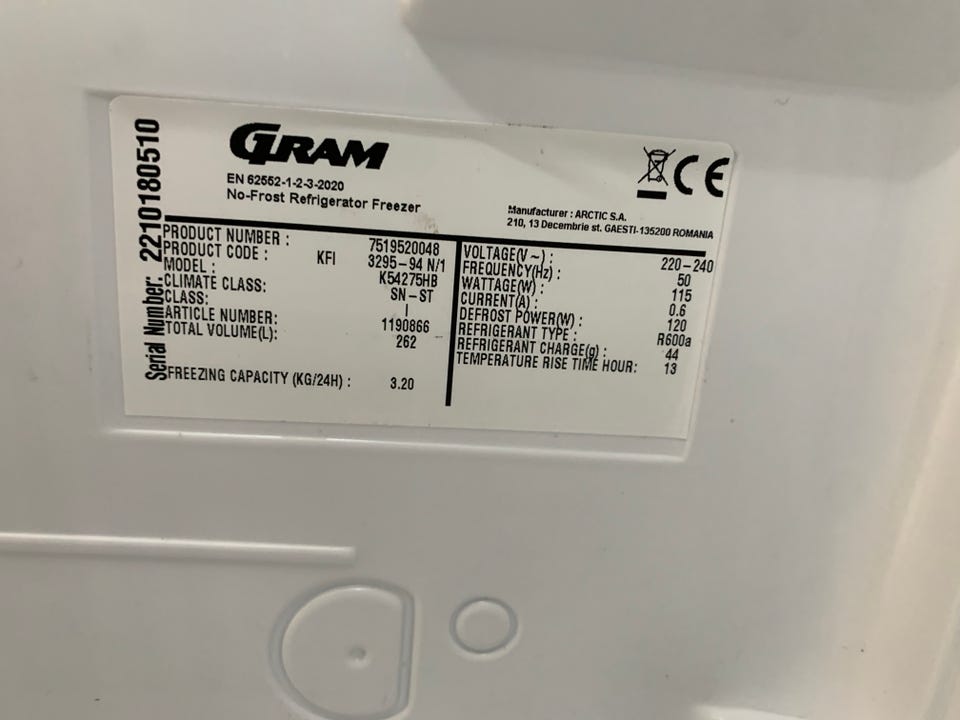 Serial Number: 2210180510
GRAM
EN 62552-1-2-3-2020
No-Frost Refrigerator Freezer
CE
Manufacturer : ARCTIC S.A.
210, 13 Decembrie st. GAESTI-135200 ROMANIA
PRODUCT NUMBER : 7519520048
PRODUCT CODE : KFI 3295-94 N/1
MODEL : K54275HB
CLIMATE CLASS: SN-ST
CLASS: I
ARTICLE NUMBER: 1190866
TOTAL VOLUME(L): 262
FREEZING CAPACITY (KG/24H) : 3.20
VOLTAGE(V~) : 220-240
FREQUENCY(Hz) : 50
WATTAGE(W) : 115
CURRENT(A) : 0.6
DEFROST POWER(W) : 120
REFRIGERANT TYPE : R600a
REFRIGERANT CHARGE(g) : 44
TEMPERATURE RISE TIME HOUR: 13